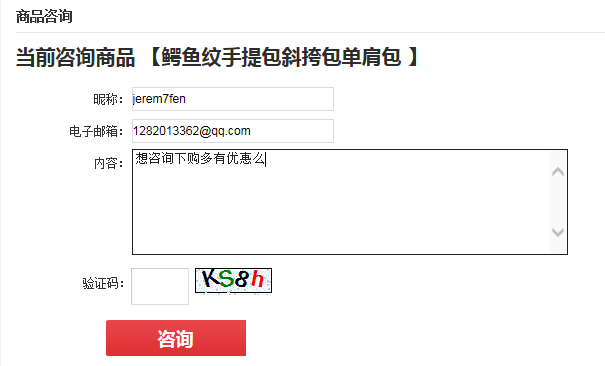 商品咨询
当前咨询商品 【鳄鱼纹手提包斜挎包单肩包 】
昵称： jerem7fen
电子邮箱： 1282013362@qq.com
内容： 想咨询下购多有优惠么
验证码： KS8h
咨询